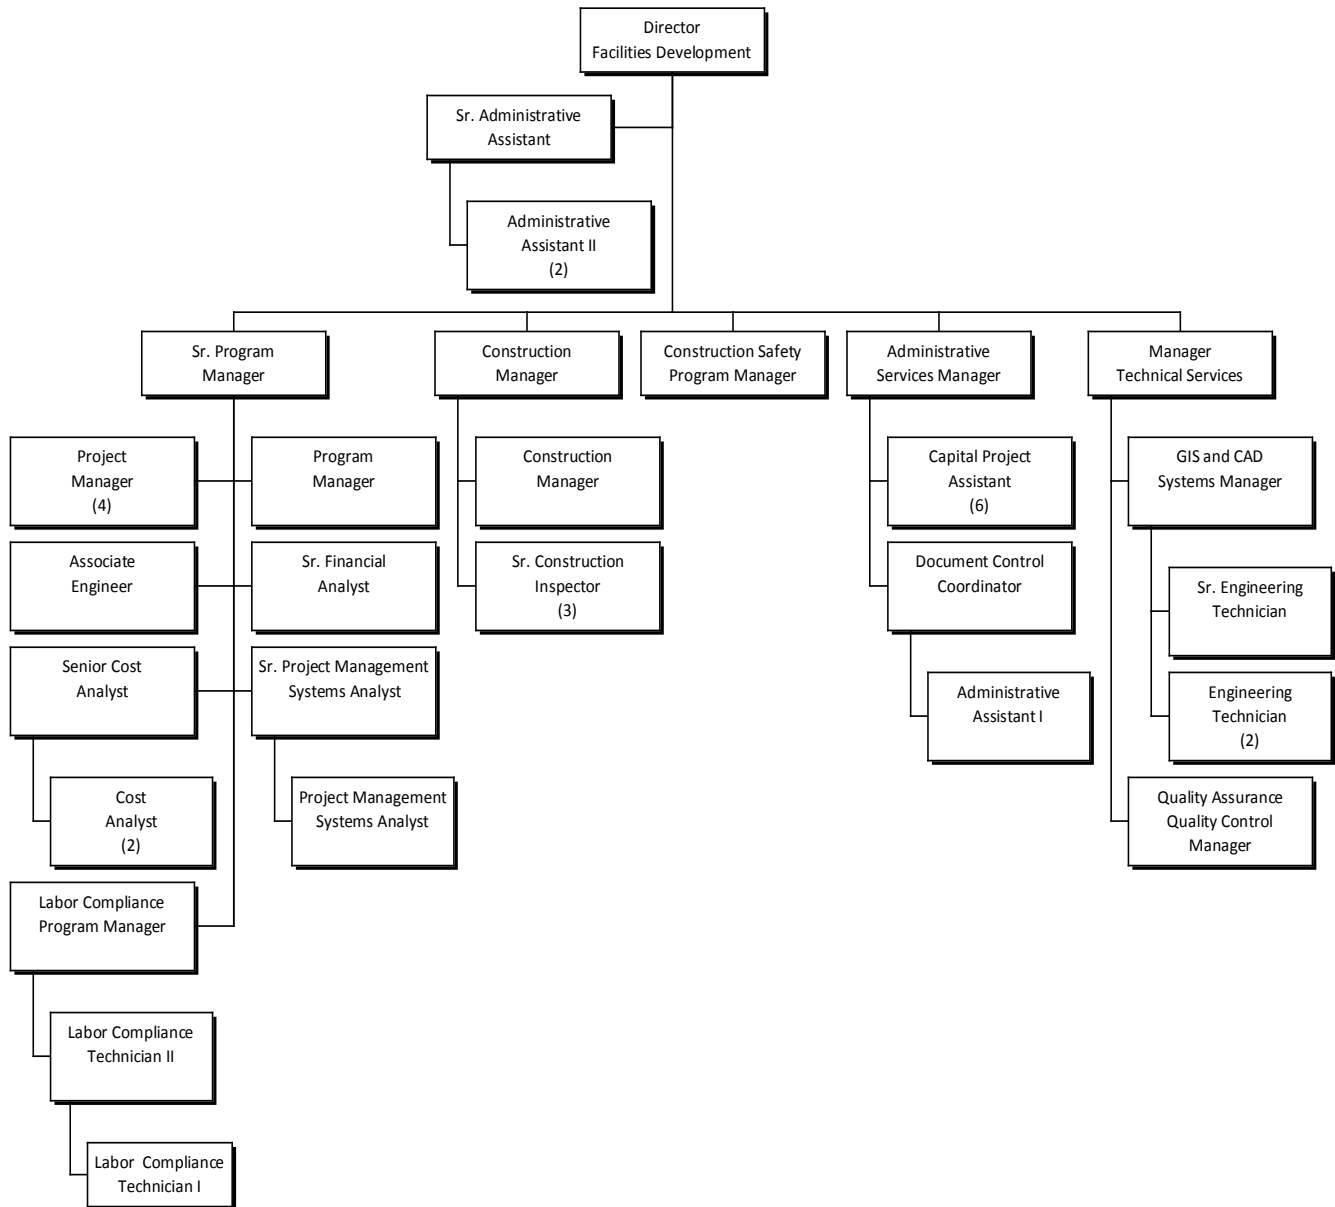 Director
Facilities Development
Sr. Administrative
Assistant
Administrative
Assistant II
(2)
Sr. Program
Manager
Construction
Manager
Construction Safety
Program Manager
Administrative
Services Manager
Manager
Technical Services
Project
Manager
(4)
Program
Manager
Construction
Manager
Capital Project
Assistant
(6)
GIS and CAD
Systems Manager
Associate
Engineer
Sr. Financial
Analyst
Sr. Construction
Inspector
(3)
Document Control
Coordinator
Sr. Engineering
Technician
Senior Cost
Analyst
Sr. Project Management
Systems Analyst
Administrative
Assistant I
Engineering
Technician
(2)
Cost
Analyst
(2)
Project Management
Systems Analyst
Quality Assurance
Quality Control
Manager
Labor Compliance
Program Manager
Labor Compliance
Technician II
Labor Compliance
Technician I